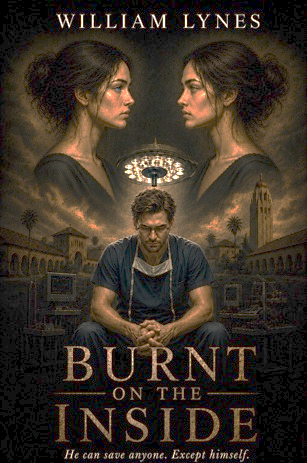 WILLIAM LYNES
BURNT
ON THE
INSIDE
He can save anyone. Except himself.